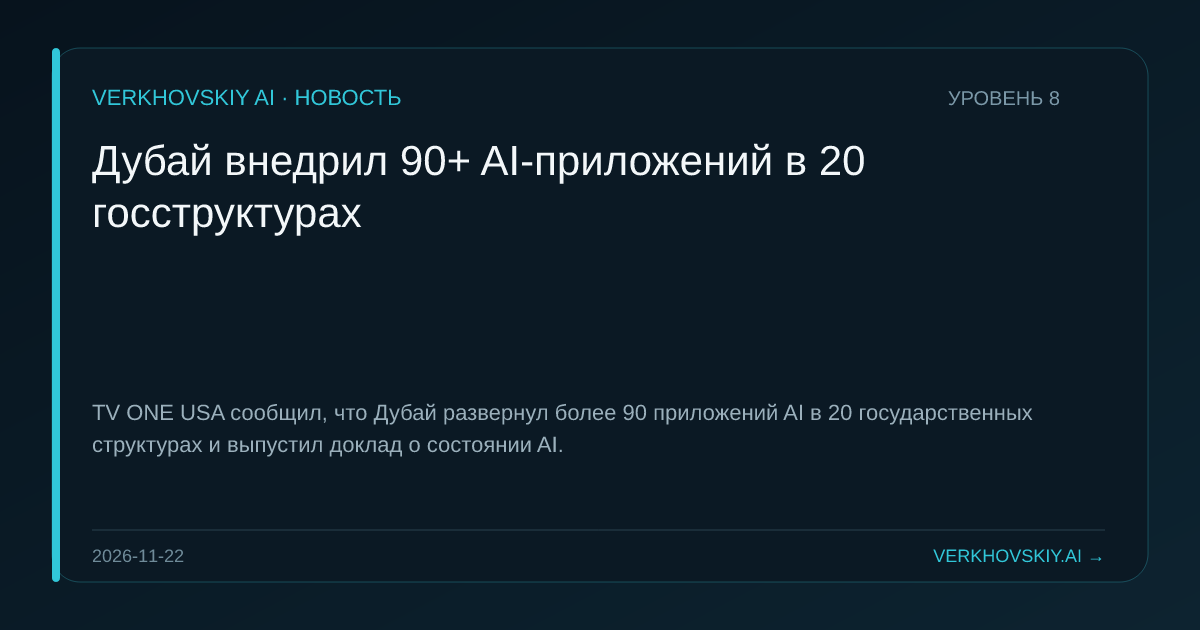 VERKHOVSKIY AI · НОВОСТЬ
УРОВЕНЬ 8
Дубай внедрил 90+ AI-приложений в 20
госструктурах
TV ONE USA сообщил, что Дубай развернул более 90 приложений AI в 20 государственных
структурах и выпустил доклад о состоянии AI.
2026-11-22
VERKHOVSKIY.AI →